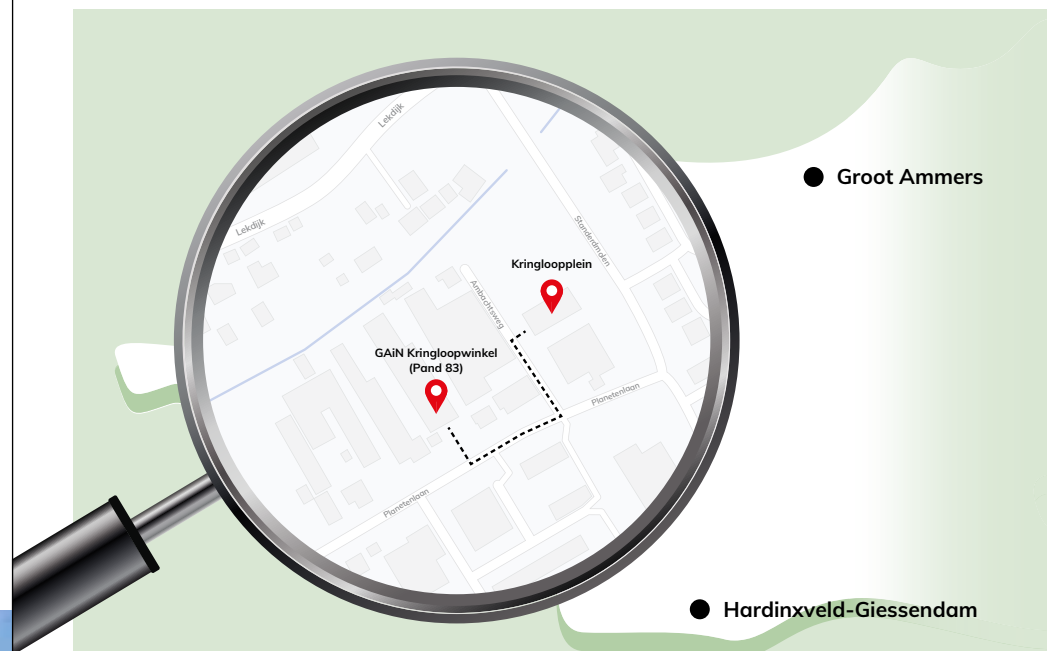 Lekdijk
Groot Ammers
Lekdijk
Standerdmolen
Kringloopplein
Ambachtsweg
GAiN Kringloopwinkel
(Pand 83)
Planetenlaan
Planetenlaan
Hardinxveld-Giessendam